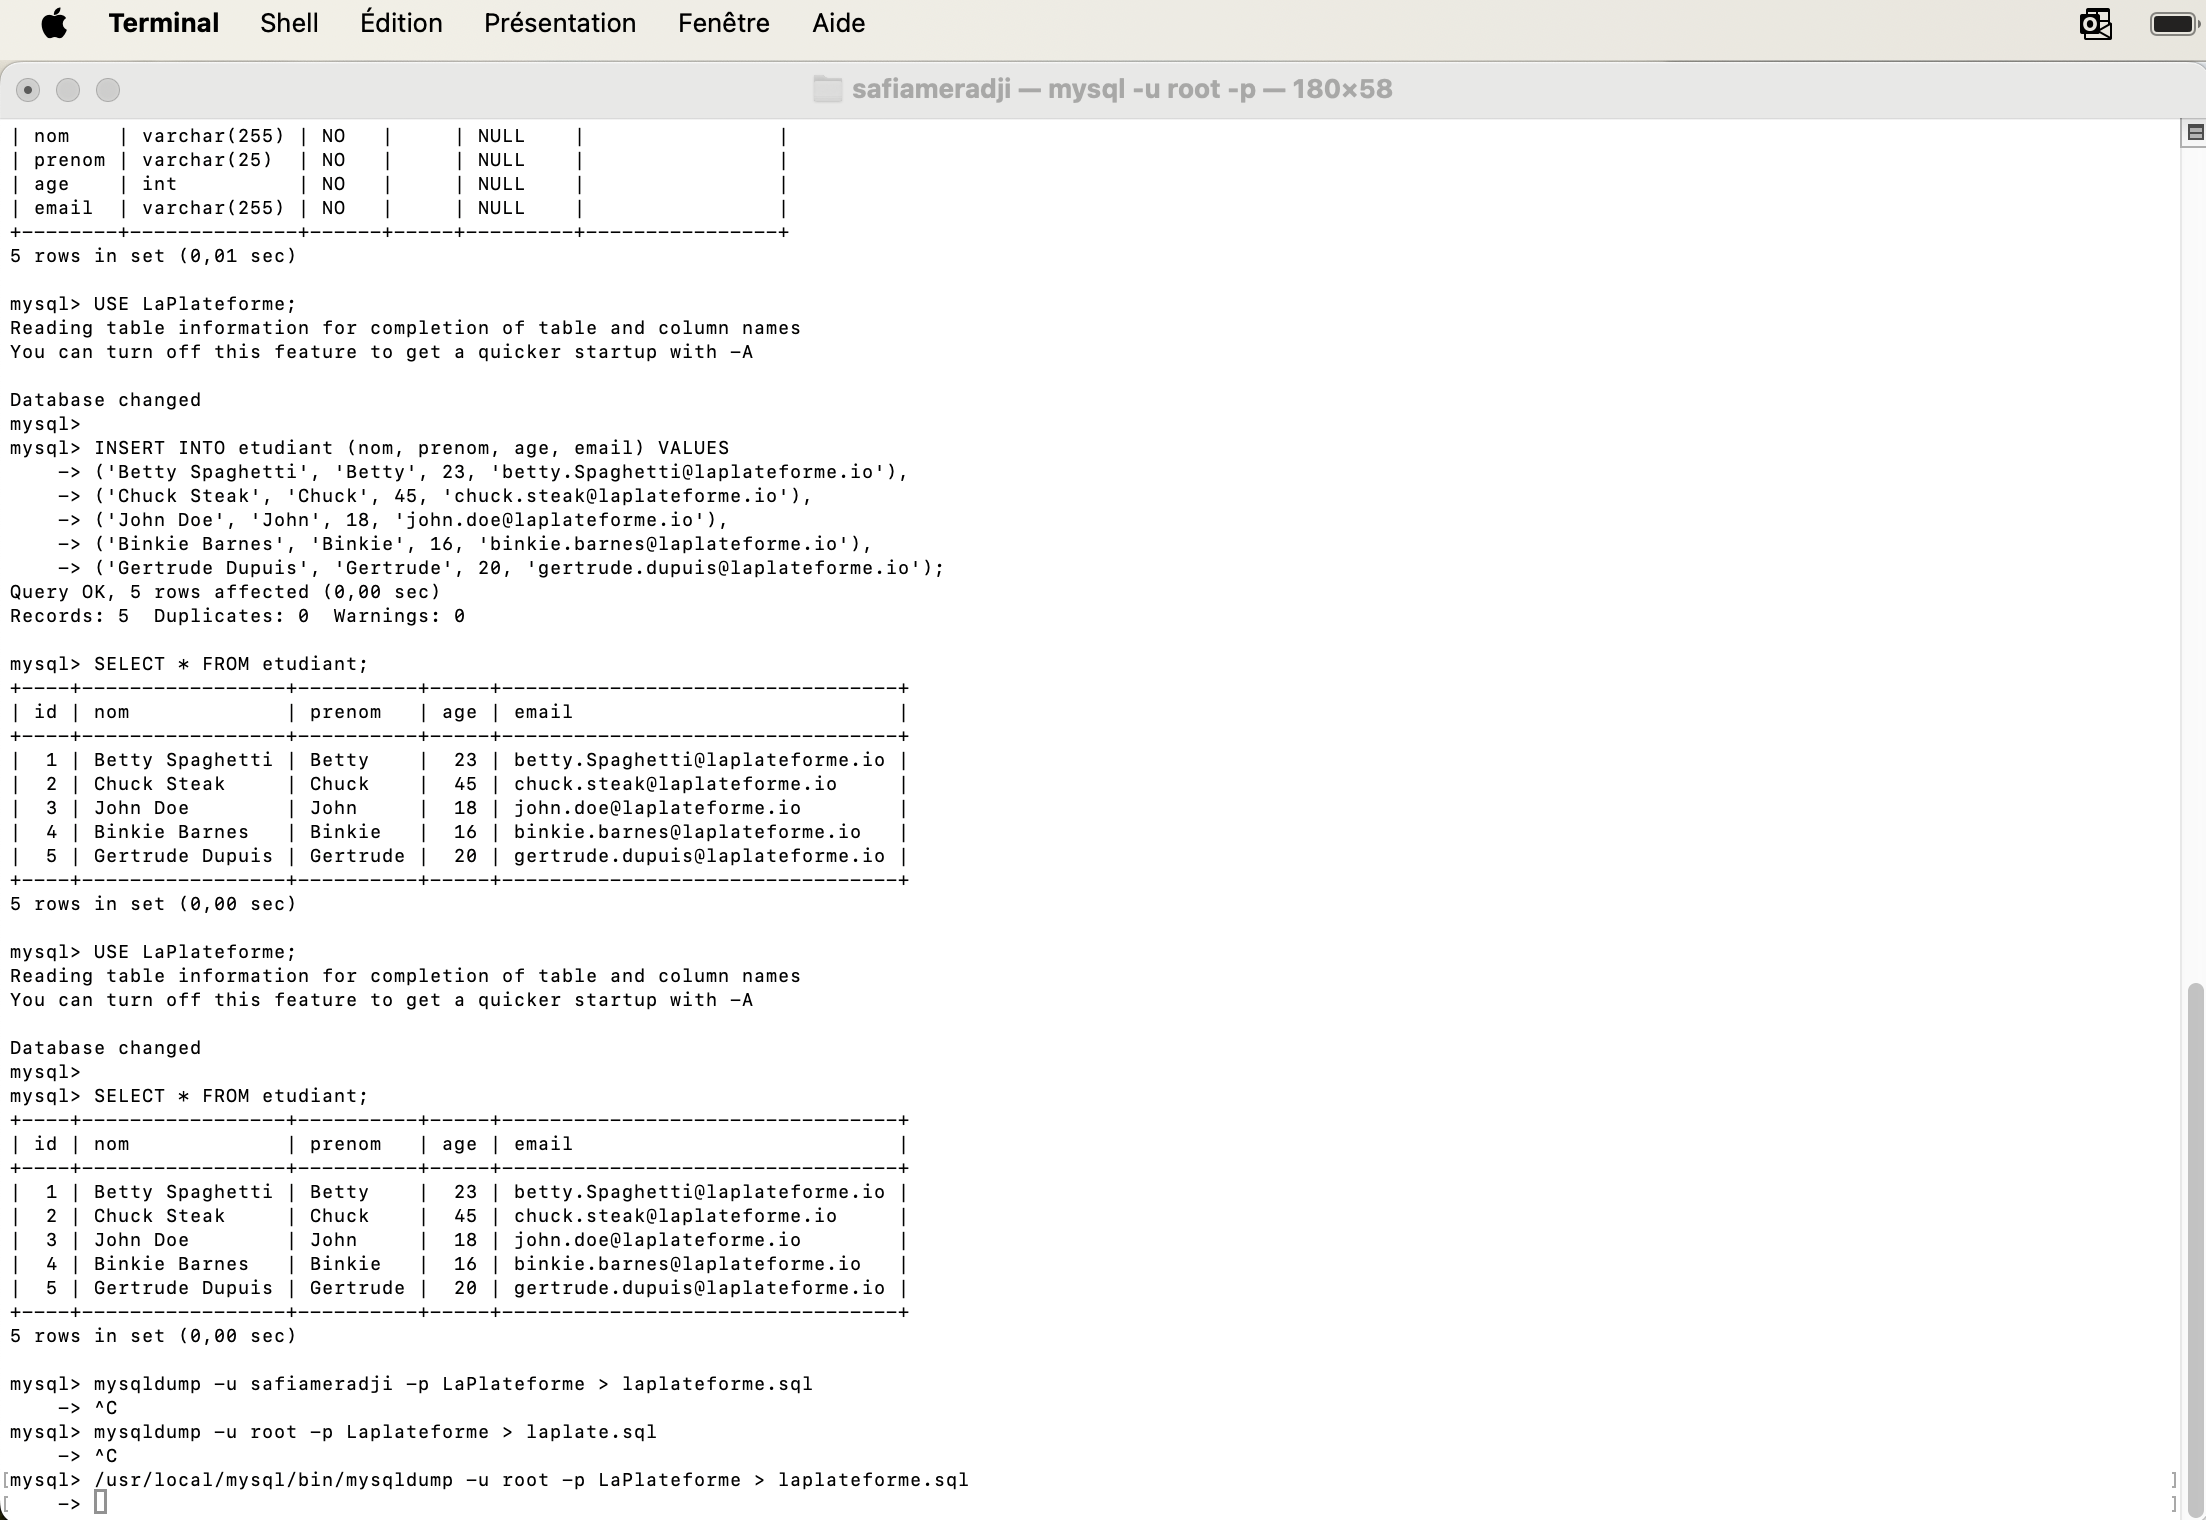 Terminal Shell Édition Présentation Fenêtre Aide
safiameradji — mysql -u root -p — 180×58
| nom    | varchar(255) | NO   |     | NULL    |                |
| prenom | varchar(25)  | NO   |     | NULL    |                |
| age    | int          | NO   |     | NULL    |                |
| email  | varchar(255) | NO   |     | NULL    |                |
+--------+--------------+------+-----+---------+----------------+
5 rows in set (0,01 sec)
mysql> USE LaPlateforme;
Reading table information for completion of table and column names
You can turn off this feature to get a quicker startup with -A
Database changed
mysql>
mysql> INSERT INTO etudiant (nom, prenom, age, email) VALUES
    -> ('Betty Spaghetti', 'Betty', 23, 'betty.Spaghetti@laplateforme.io'),
    -> ('Chuck Steak', 'Chuck', 45, 'chuck.steak@laplateforme.io'),
    -> ('John Doe', 'John', 18, 'john.doe@laplateforme.io'),
    -> ('Binkie Barnes', 'Binkie', 16, 'binkie.barnes@laplateforme.io'),
    -> ('Gertrude Dupuis', 'Gertrude', 20, 'gertrude.dupuis@laplateforme.io');
Query OK, 5 rows affected (0,00 sec)
Records: 5  Duplicates: 0  Warnings: 0
mysql> SELECT * FROM etudiant;
+----+-----------------+----------+-----+---------------------------------+
| id | nom             | prenom   | age | email                           |
+----+-----------------+----------+-----+---------------------------------+
|  1 | Betty Spaghetti | Betty    |  23 | betty.Spaghetti@laplateforme.io |
|  2 | Chuck Steak     | Chuck    |  45 | chuck.steak@laplateforme.io     |
|  3 | John Doe        | John     |  18 | john.doe@laplateforme.io        |
|  4 | Binkie Barnes   | Binkie   |  16 | binkie.barnes@laplateforme.io   |
|  5 | Gertrude Dupuis | Gertrude |  20 | gertrude.dupuis@laplateforme.io |
+----+-----------------+----------+-----+---------------------------------+
5 rows in set (0,00 sec)
mysql> USE LaPlateforme;
Reading table information for completion of table and column names
You can turn off this feature to get a quicker startup with -A
Database changed
mysql>
mysql> SELECT * FROM etudiant;
+----+-----------------+----------+-----+---------------------------------+
| id | nom             | prenom   | age | email                           |
+----+-----------------+----------+-----+---------------------------------+
|  1 | Betty Spaghetti | Betty    |  23 | betty.Spaghetti@laplateforme.io |
|  2 | Chuck Steak     | Chuck    |  45 | chuck.steak@laplateforme.io     |
|  3 | John Doe        | John     |  18 | john.doe@laplateforme.io        |
|  4 | Binkie Barnes   | Binkie   |  16 | binkie.barnes@laplateforme.io   |
|  5 | Gertrude Dupuis | Gertrude |  20 | gertrude.dupuis@laplateforme.io |
+----+-----------------+----------+-----+---------------------------------+
5 rows in set (0,00 sec)
mysql> mysqldump -u safiameradji -p LaPlateforme > laplateforme.sql
    -> ^C
mysql> mysqldump -u root -p Laplateforme > laplate.sql
    -> ^C
[mysql> /usr/local/mysql/bin/mysqldump -u root -p LaPlateforme > laplateforme.sql ]
[    -> ]